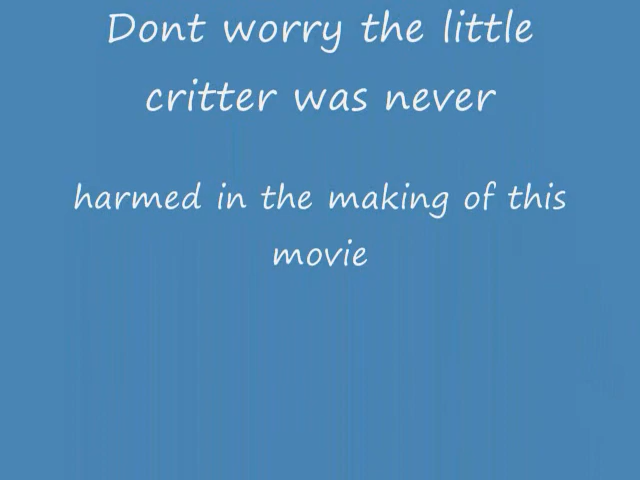 Dont worry the little
critter was never
harmed in the making of this
movie